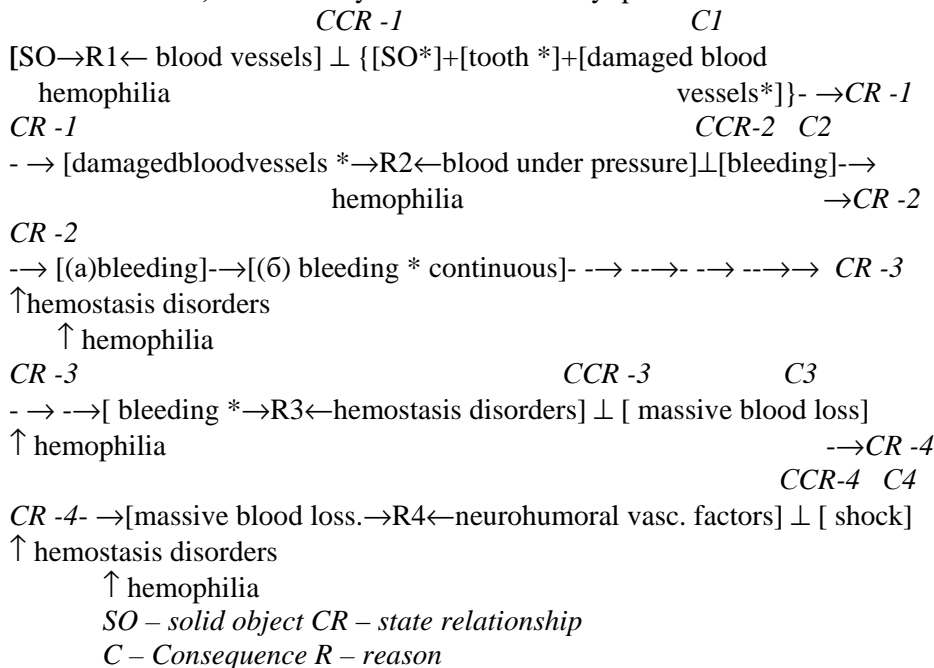 CCR -1 C1
[SO→R1← blood vessels] ⊥ {[SO*]+[tooth *]+[damaged blood
hemophilia vessels*]}- →CR -1
CR -1 CCR-2 C2
- → [damagedbloodvessels *→R2←blood under pressure]⊥[bleeding]-→
hemophilia →CR -2
CR -2
-→ [(a)bleeding]-→[(б) bleeding * continuous]- -→ --→- -→ --→→ CR -3
↑hemostasis disorders
↑ hemophilia
CR -3 CCR -3 C3
- → -→[ bleeding *→R3←hemostasis disorders] ⊥ [ massive blood loss]
↑ hemophilia -→CR -4
CCR-4 C4
CR -4- →[massive blood loss.→R4←neurohumoral vasc. factors] ⊥ [ shock]
↑ hemostasis disorders
↑ hemophilia
SO – solid object CR – state relationship
C – Consequence R – reason